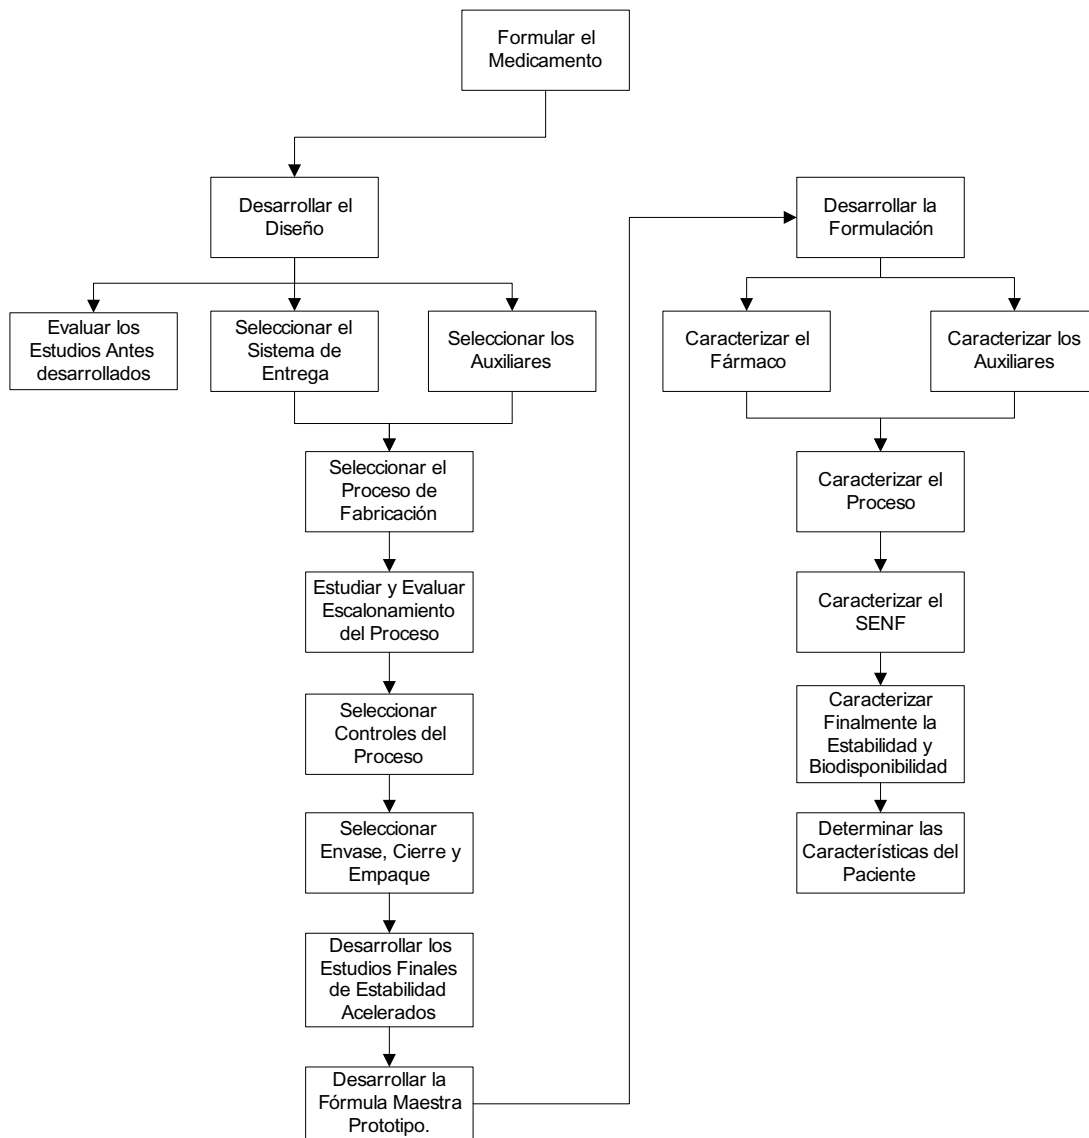 Formular el
Medicamento
Desarrollar el
Diseño
Evaluar los
Estudios Antes
desarrollados
Seleccionar el
Sistema de
Entrega
Seleccionar los
Auxiliares
Seleccionar el
Proceso de
Fabricación
Estudiar y Evaluar
Escalonamiento
del Proceso
Seleccionar
Controles del
Proceso
Seleccionar
Envase, Cierre y
Empaque
Desarrollar los
Estudios Finales
de Estabilidad
Acelerados
Desarrollar la
Fórmula Maestra
Prototipo.
Desarrollar la
Formulación
Caracterizar el
Fármaco
Caracterizar los
Auxiliares
Caracterizar el
Proceso
Caracterizar el
SENF
Caracterizar
Finalmente la
Estabilidad y
Biodisponibilidad
Determinar las
Características del
Paciente